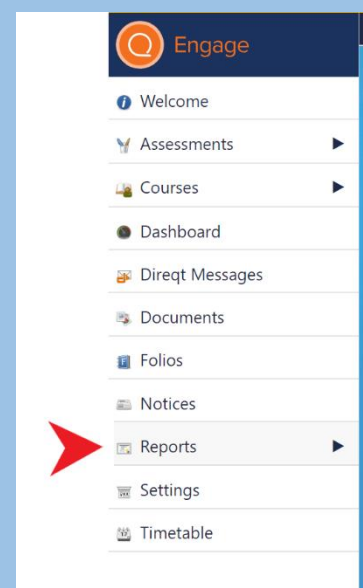 Engage
Welcome
Assessments
Courses
Dashboard
Direqt Messages
Documents
Folios
Notices
Reports
Settings
Timetable